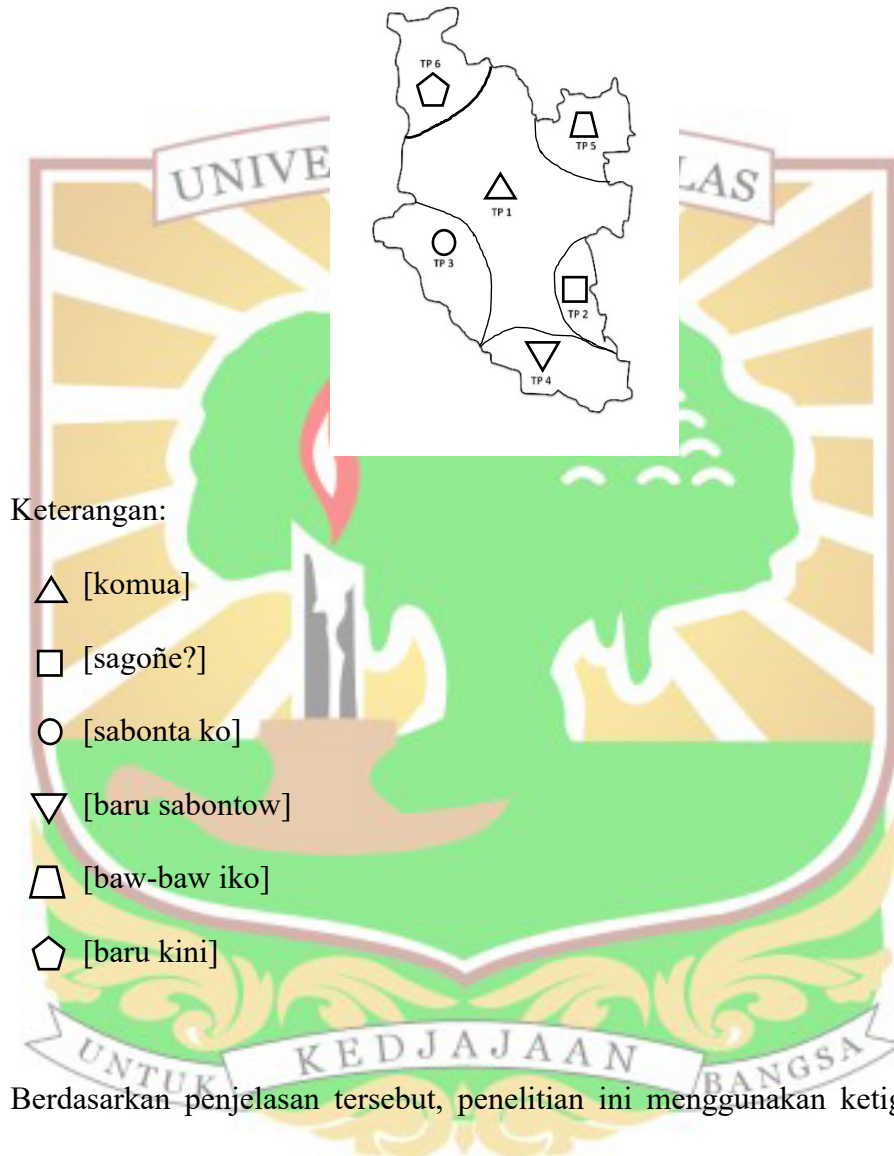 UNIVE LAS
TP 6
TP 5
TP 1
TP 3
TP 2
TP 4
Keterangan:
[komua]
[sagoñe?]
[sabonta ko]
[baru sabontow]
[baw-baw iko]
[baru kini]
UNTUK KEDJAJAAN BANGSA
Berdasarkan penjelasan tersebut, penelitian ini menggunakan ketig